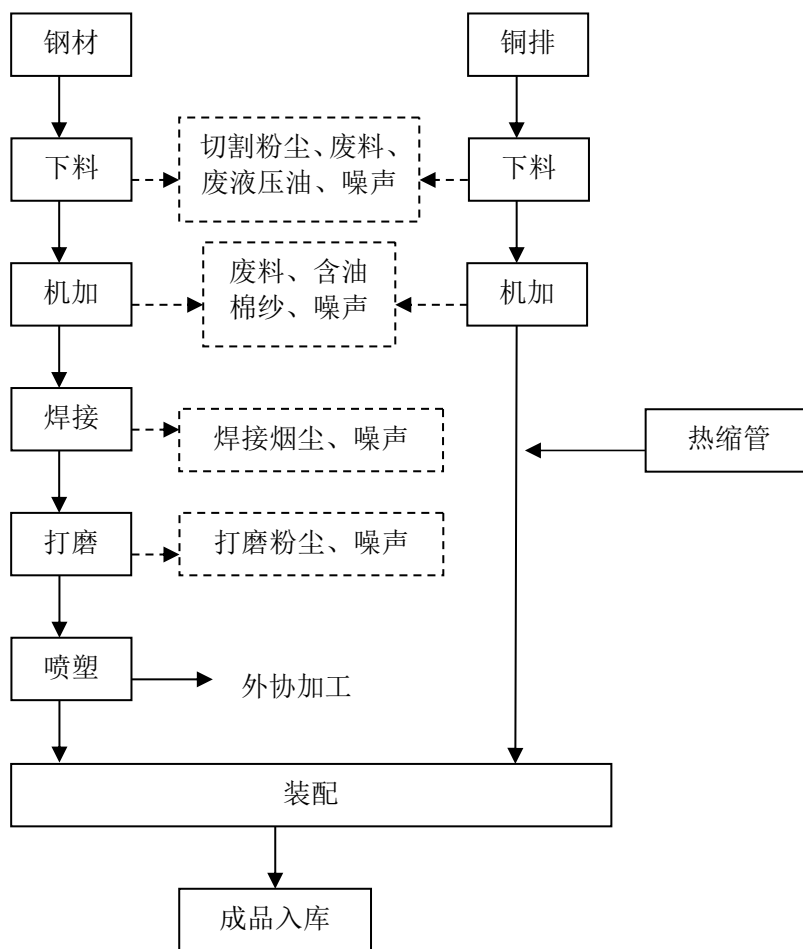 钢材
铜排
下料
切割粉尘、废料、
废液压油、噪声
下料
机加
废料、含油
棉纱、噪声
机加
焊接
焊接烟尘、噪声
热缩管
打磨
打磨粉尘、噪声
喷塑
外协加工
装配
成品入库